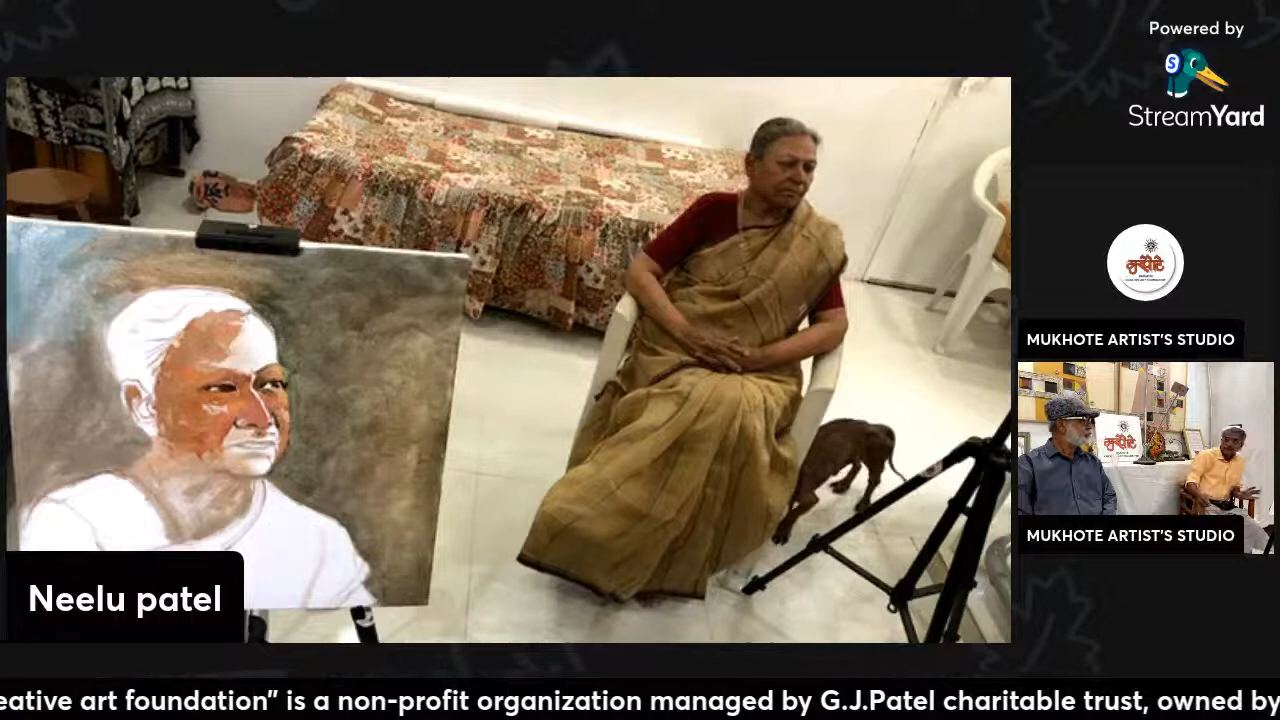 Powered by
StreamYard
मुखोटे
MUKHOTE ARTIST'S STUDIO
मुखोटे
MUKHOTE ARTIST'S STUDIO
Neelu patel
eative art foundation" is a non-profit organization managed by G.J.Patel charitable trust, owned by